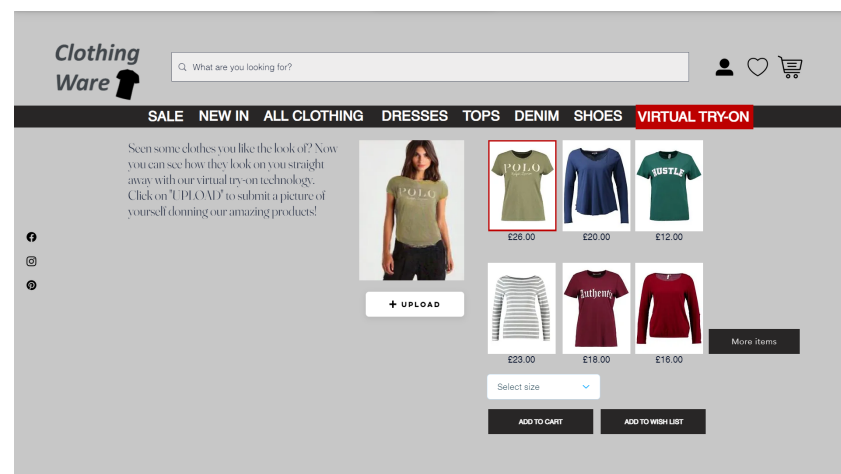 Clothing
Ware
What are you looking for?
SALE NEW IN ALL CLOTHING DRESSES TOPS DENIM SHOES VIRTUAL TRY-ON
Seen some clothes you like the look of? Now
you can see how they look on you straight
away with our virtual try-on technology.
Click on "UPLOAD" to submit a picture of
yourself donning our amazing products!
POLO
+ UPLOAD
POLO
HUSTLE
£26.00 £20.00 £12.00
Authentic
£23.00 £18.00 £16.00
More items
Select size
ADD TO CART ADD TO WISH LIST